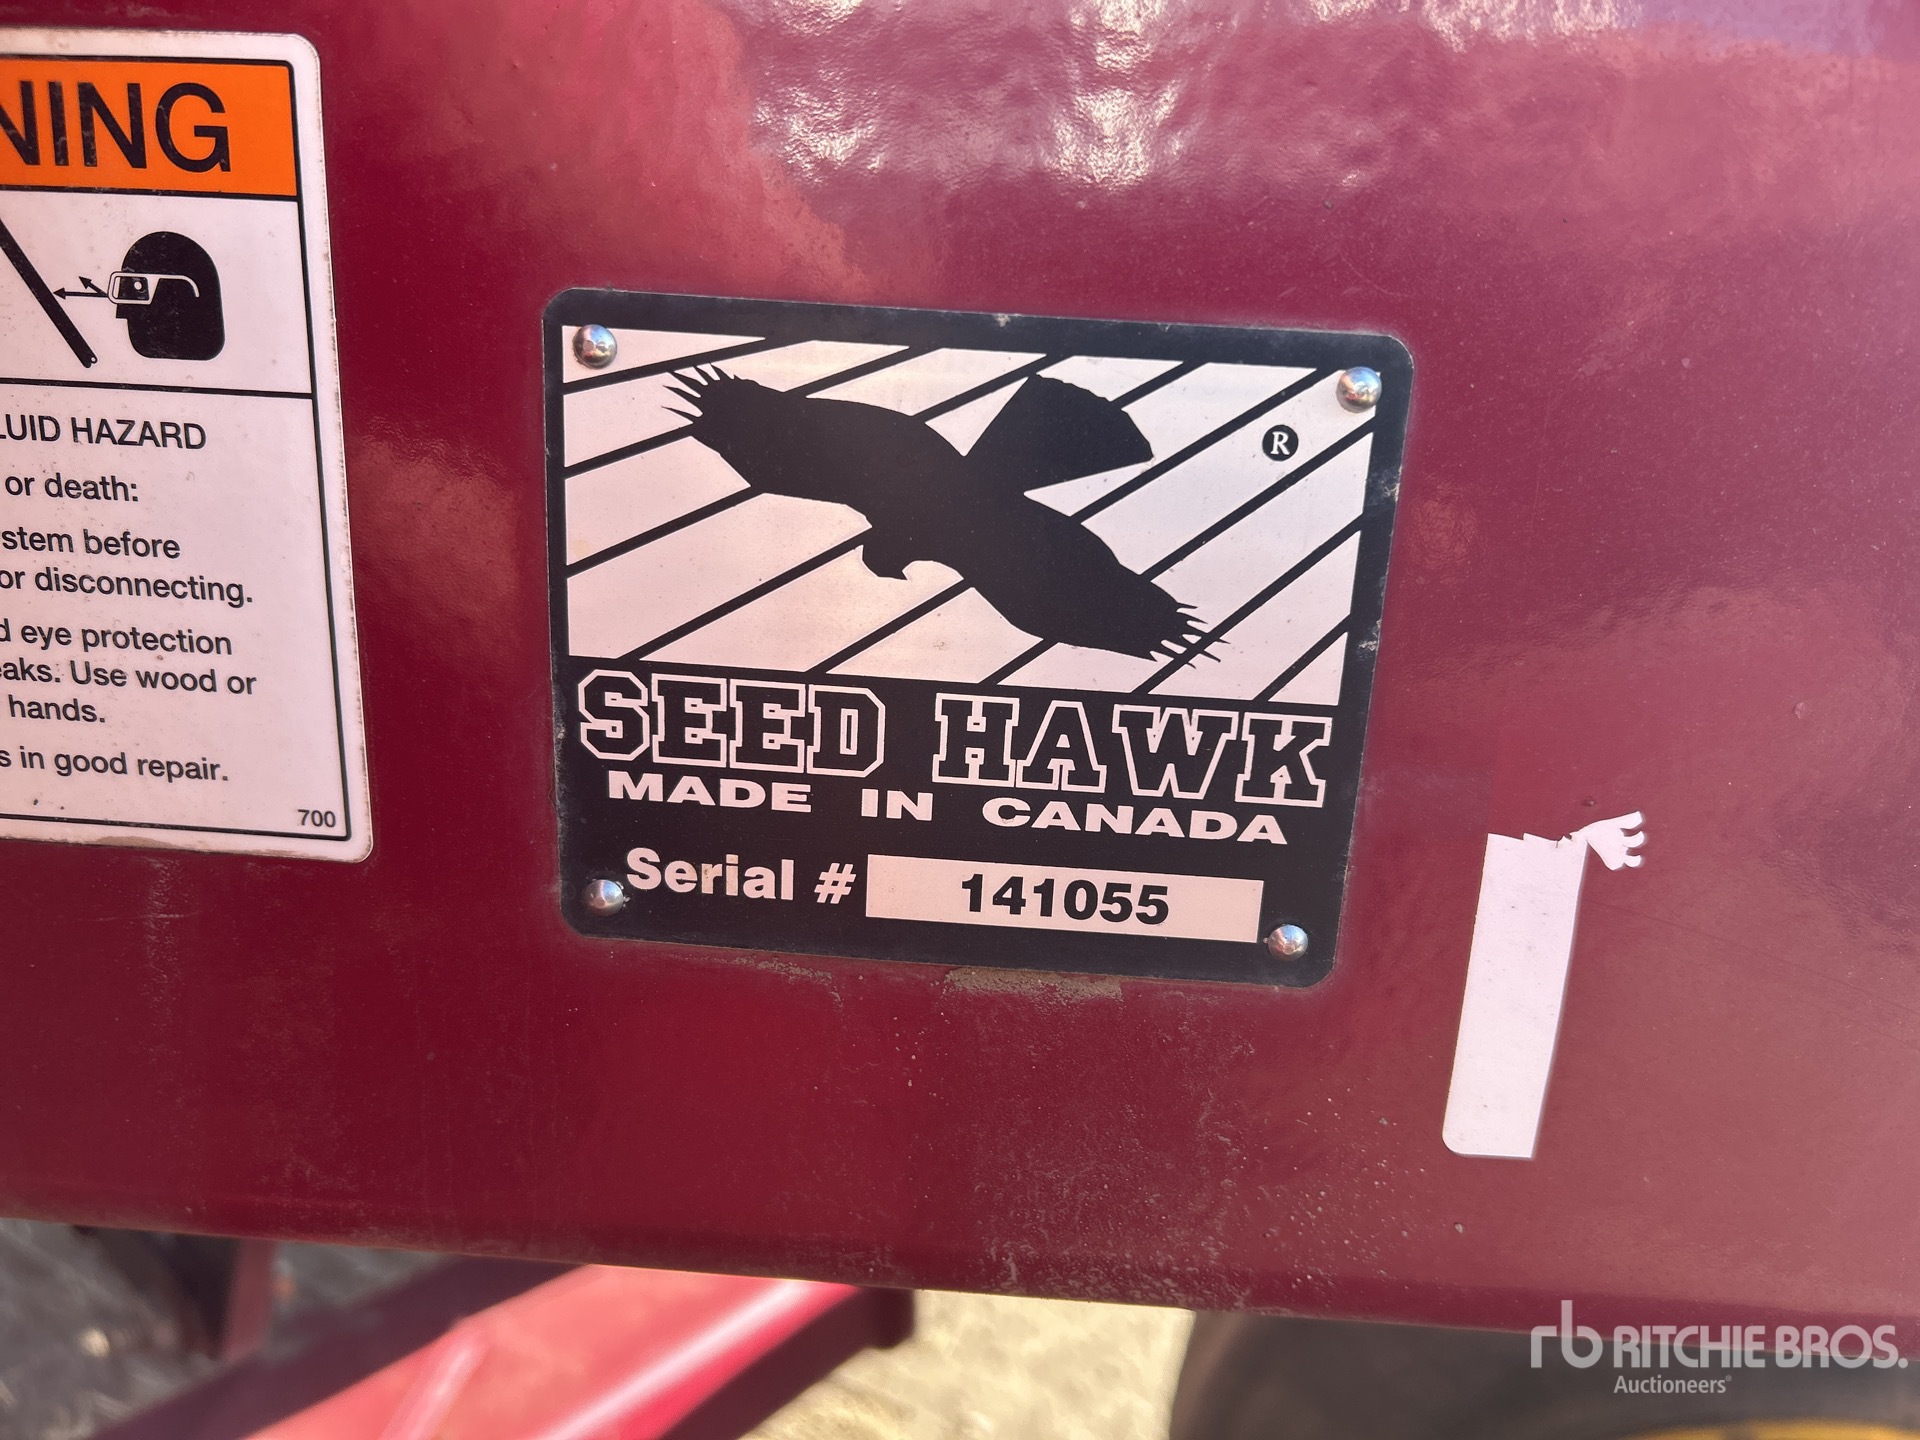 NING
LUID HAZARD
or death:
stem before
or disconnecting.
d eye protection
eaks. Use wood or
hands.
s in good repair.
700
®
SEED HAWK
MADE IN CANADA
Serial # 141055
rb RITCHIE BROS.
Auctioneers®